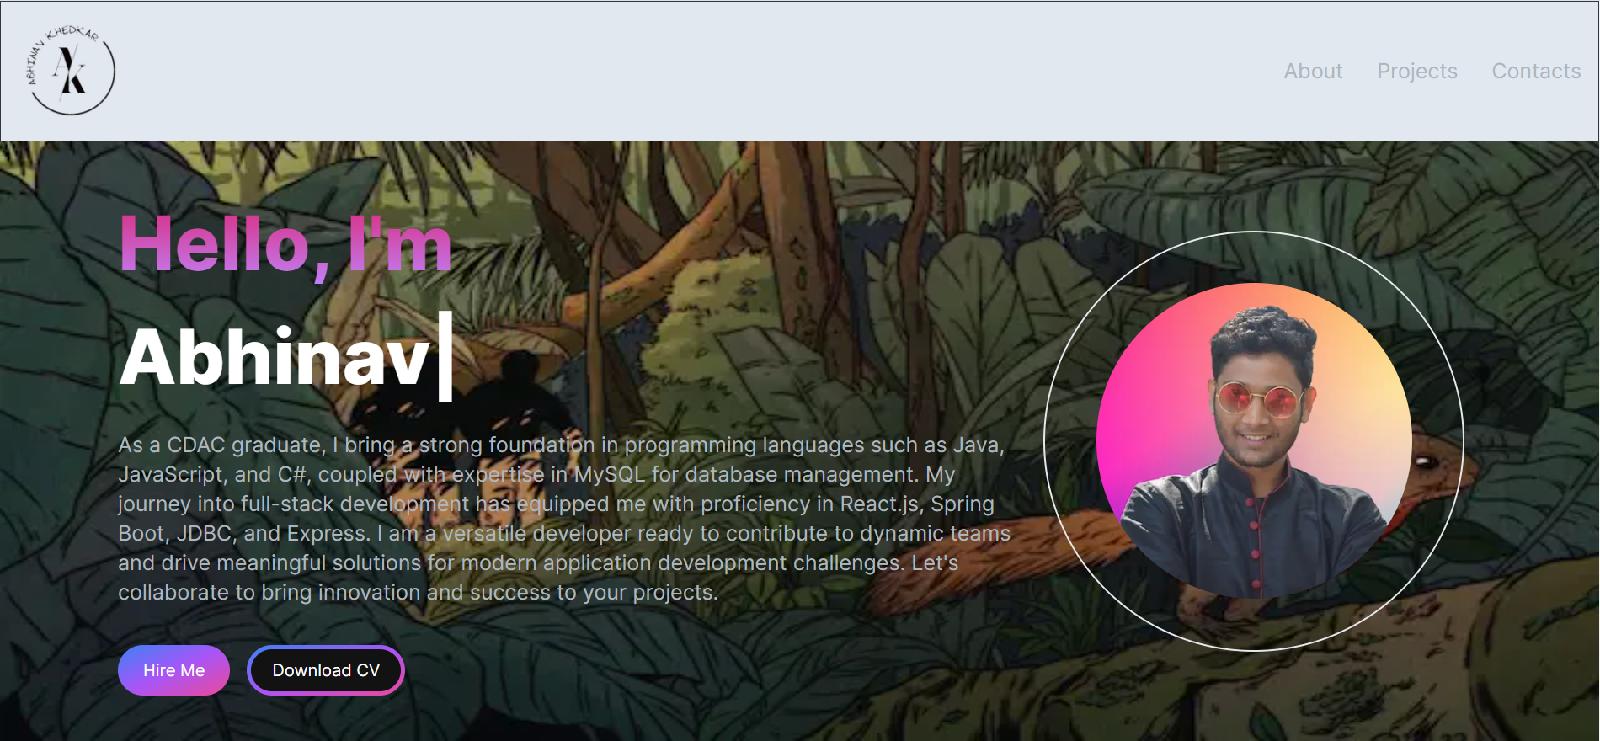 ABHINAV KHEDKAR
AK
About Projects Contacts
Hello, I'm
Abhinav
As a CDAC graduate, I bring a strong foundation in programming languages such as Java,
JavaScript, and C#, coupled with expertise in MySQL for database management. My
journey into full-stack development has equipped me with proficiency in React.js, Spring
Boot, JDBC, and Express. I am a versatile developer ready to contribute to dynamic teams
and drive meaningful solutions for modern application development challenges. Let's
collaborate to bring innovation and success to your projects.
Hire Me Download CV